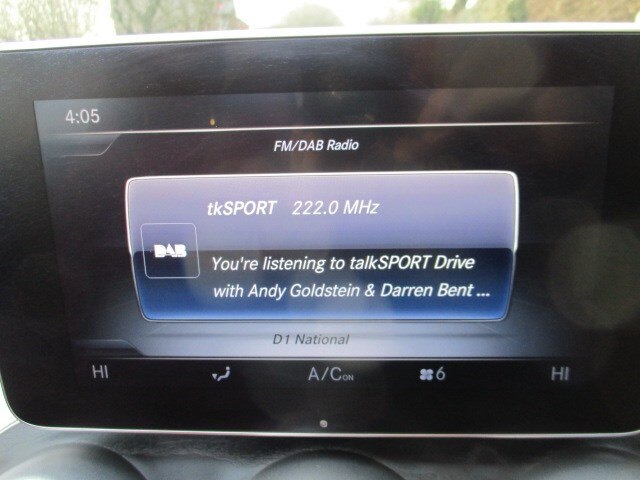 4:05
FM/DAB Radio
tkSPORT 222.0 MHz
DAB
You're listening to talkSPORT Drive
with Andy Goldstein & Darren Bent ...
D1 National
HI A/C ON 6 HI